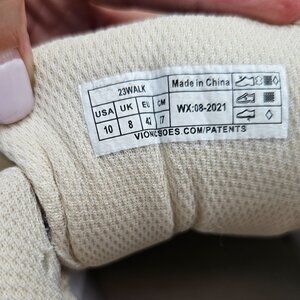 23WALK
Made in China
USA UK EU CM
10 8 42 27
WX:08-2021
VIONICSHOES.COM/PATENTS